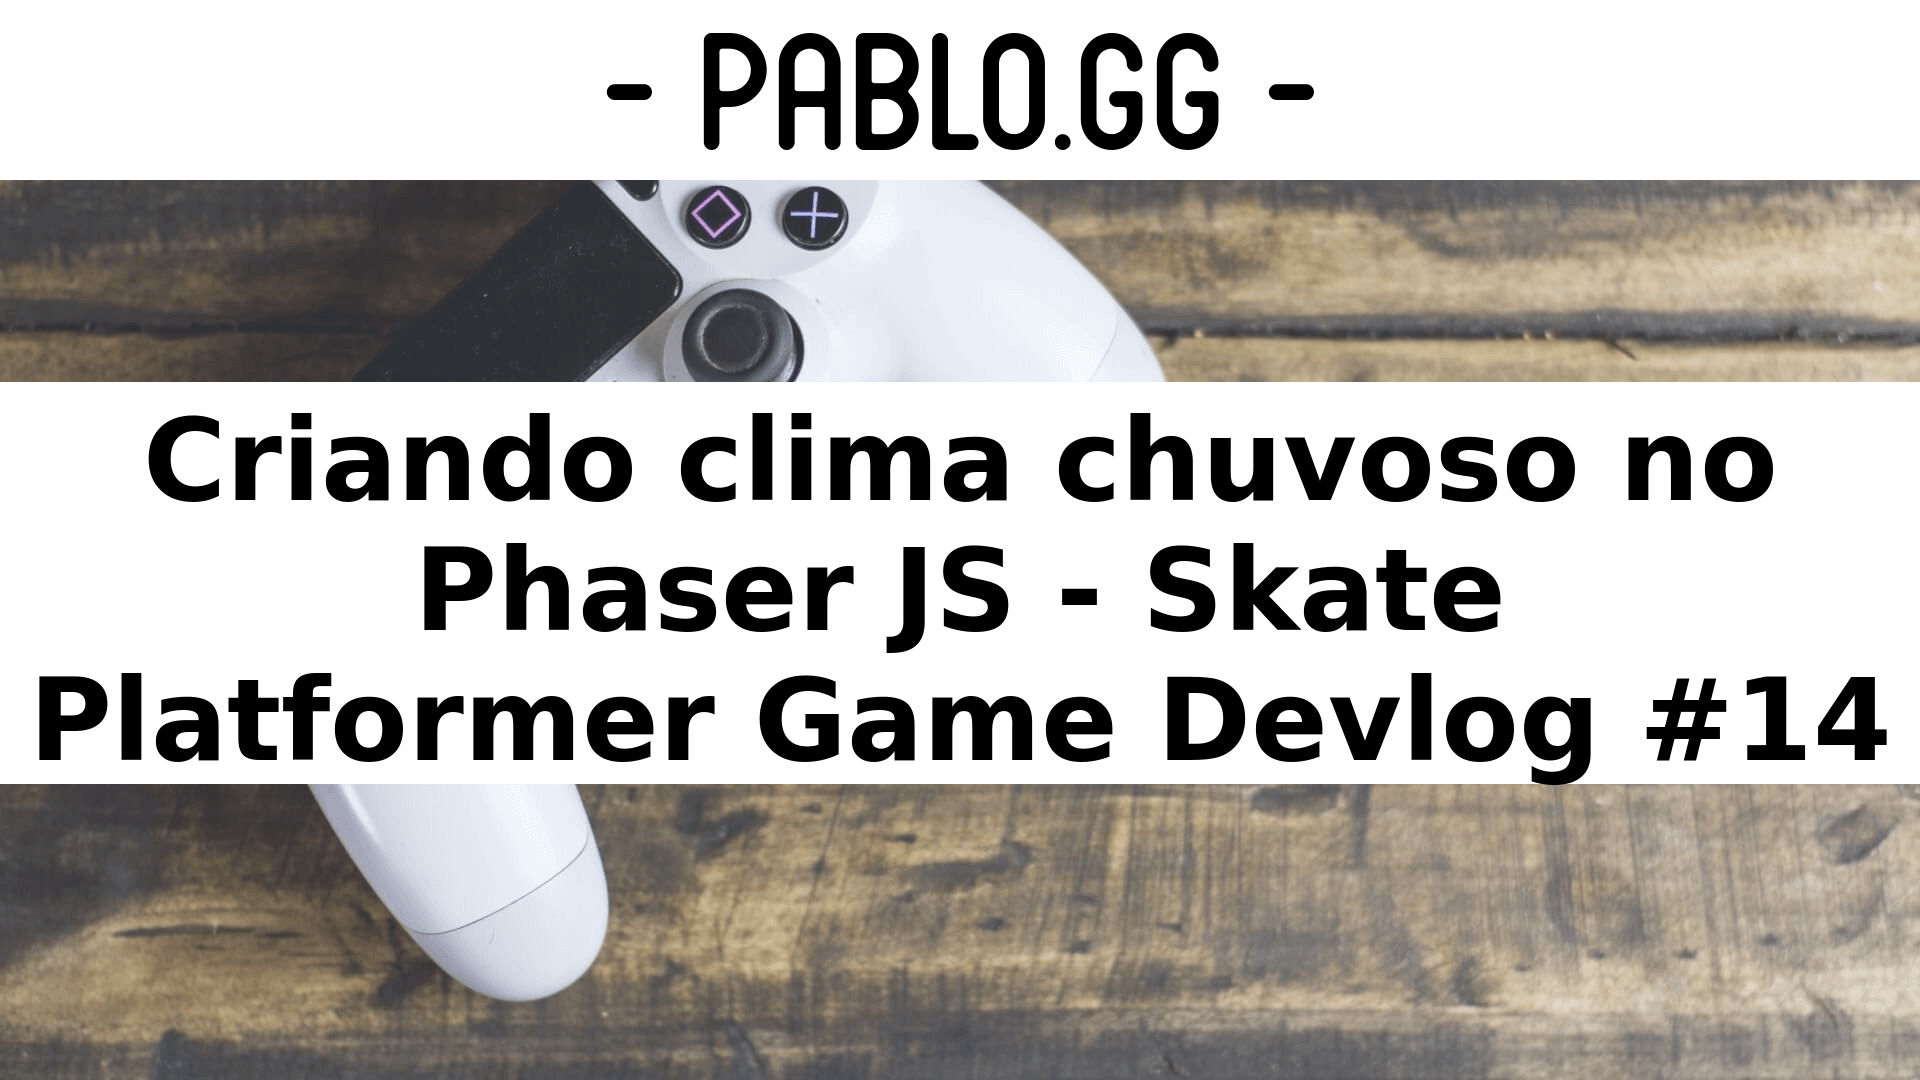 - PABLO.GG -
Criando clima chuvoso no
Phaser JS - Skate
Platformer Game Devlog #14